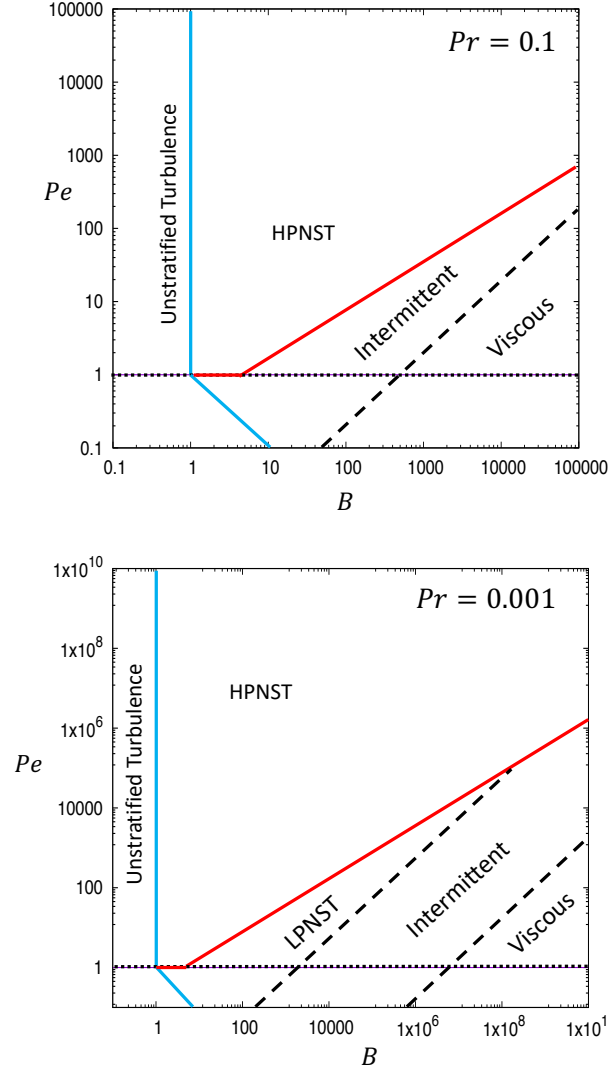 Pr = 0.1
100000
10000
1000
100
10
1
0.1
Pe
Unstratified Turbulence
HPNST
Intermittent
Viscous
0.1 1 10 100 1000 10000 100000
B
Pr = 0.001
1x10^10
1x10^8
1x10^6
10000
100
1
Pe
Unstratified Turbulence
HPNST
LPNST
Intermittent
Viscous
1 100 10000 1x10^6 1x10^8 1x10^1
B